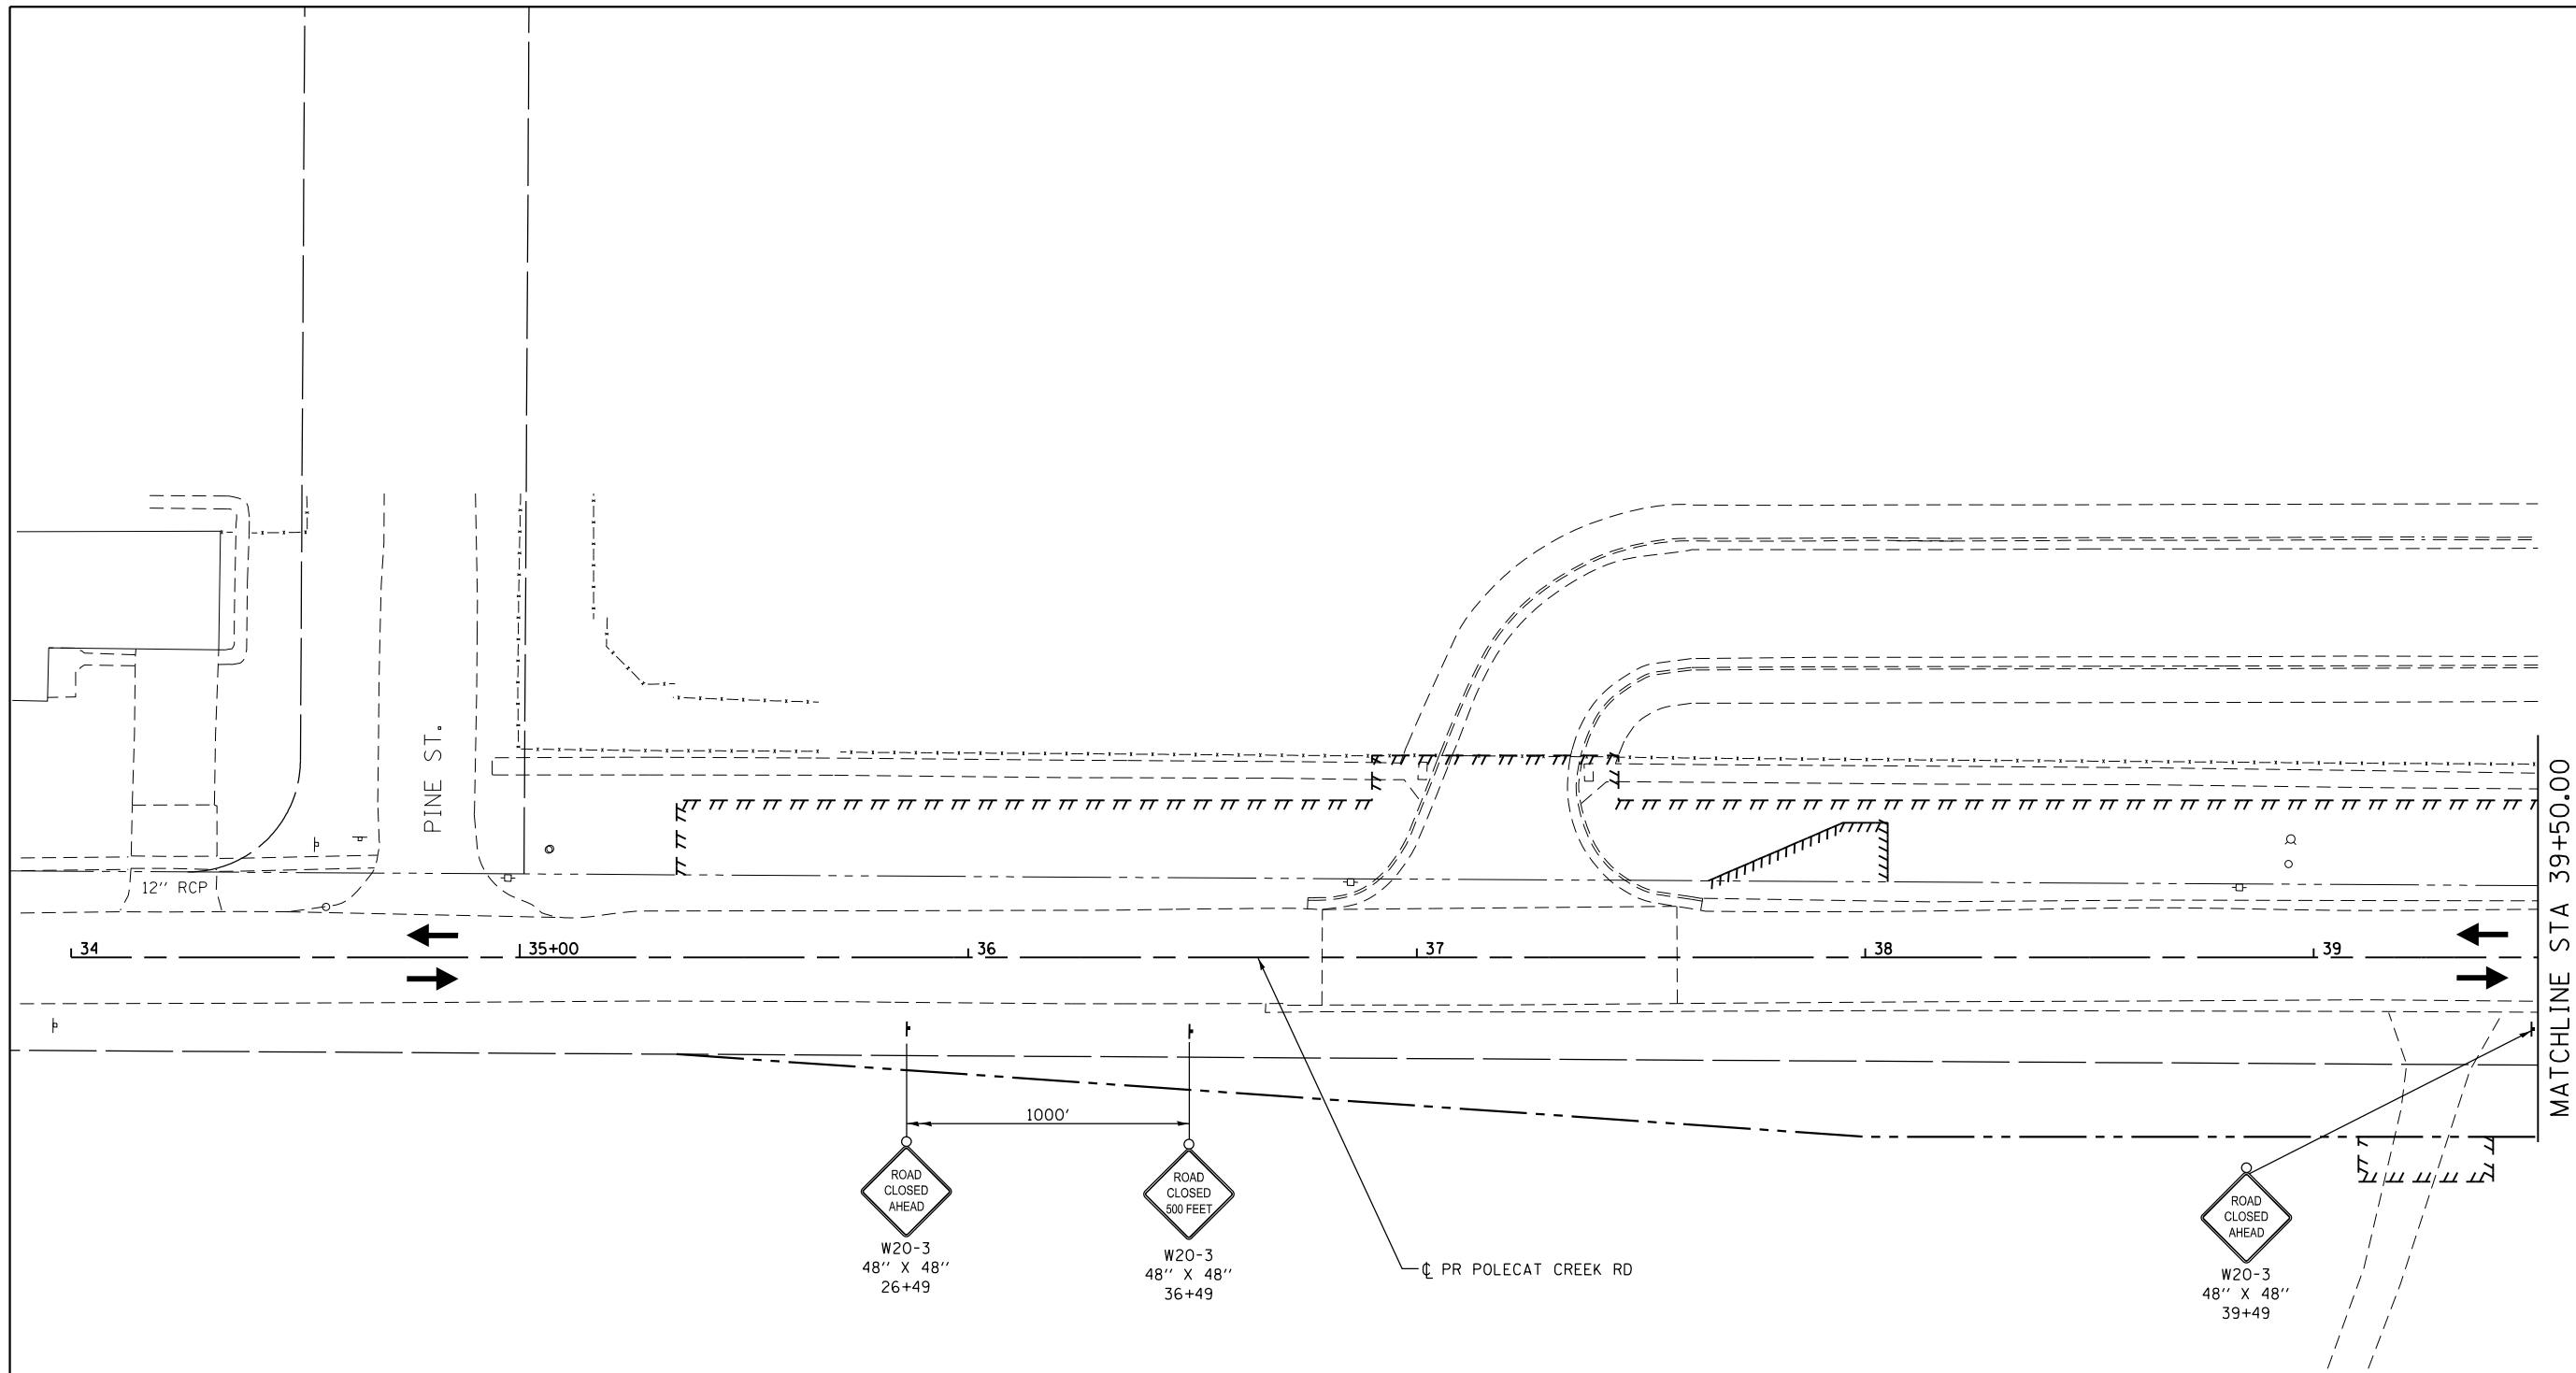 PINE ST.
12" RCP
34
35+00
36
37
38
39
MATCHLINE STA 39+50.00
1000'
ROAD
CLOSED
AHEAD
W20-3
48" X 48"
26+49
ROAD
CLOSED
500 FEET
W20-3
48" X 48"
36+49
℄ PR POLECAT CREEK RD
ROAD
CLOSED
AHEAD
W20-3
48" X 48"
39+49